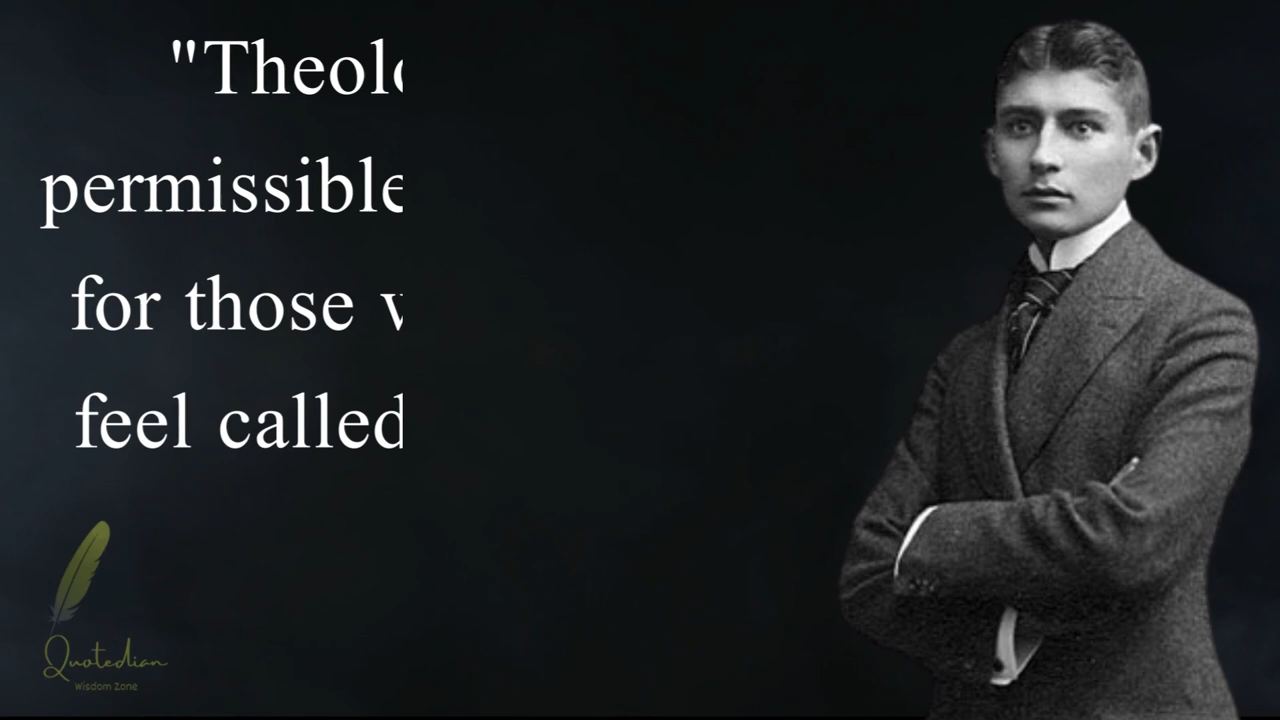 "Theol
permissible
for those
feel called
Quotedian
Wisdom Zone